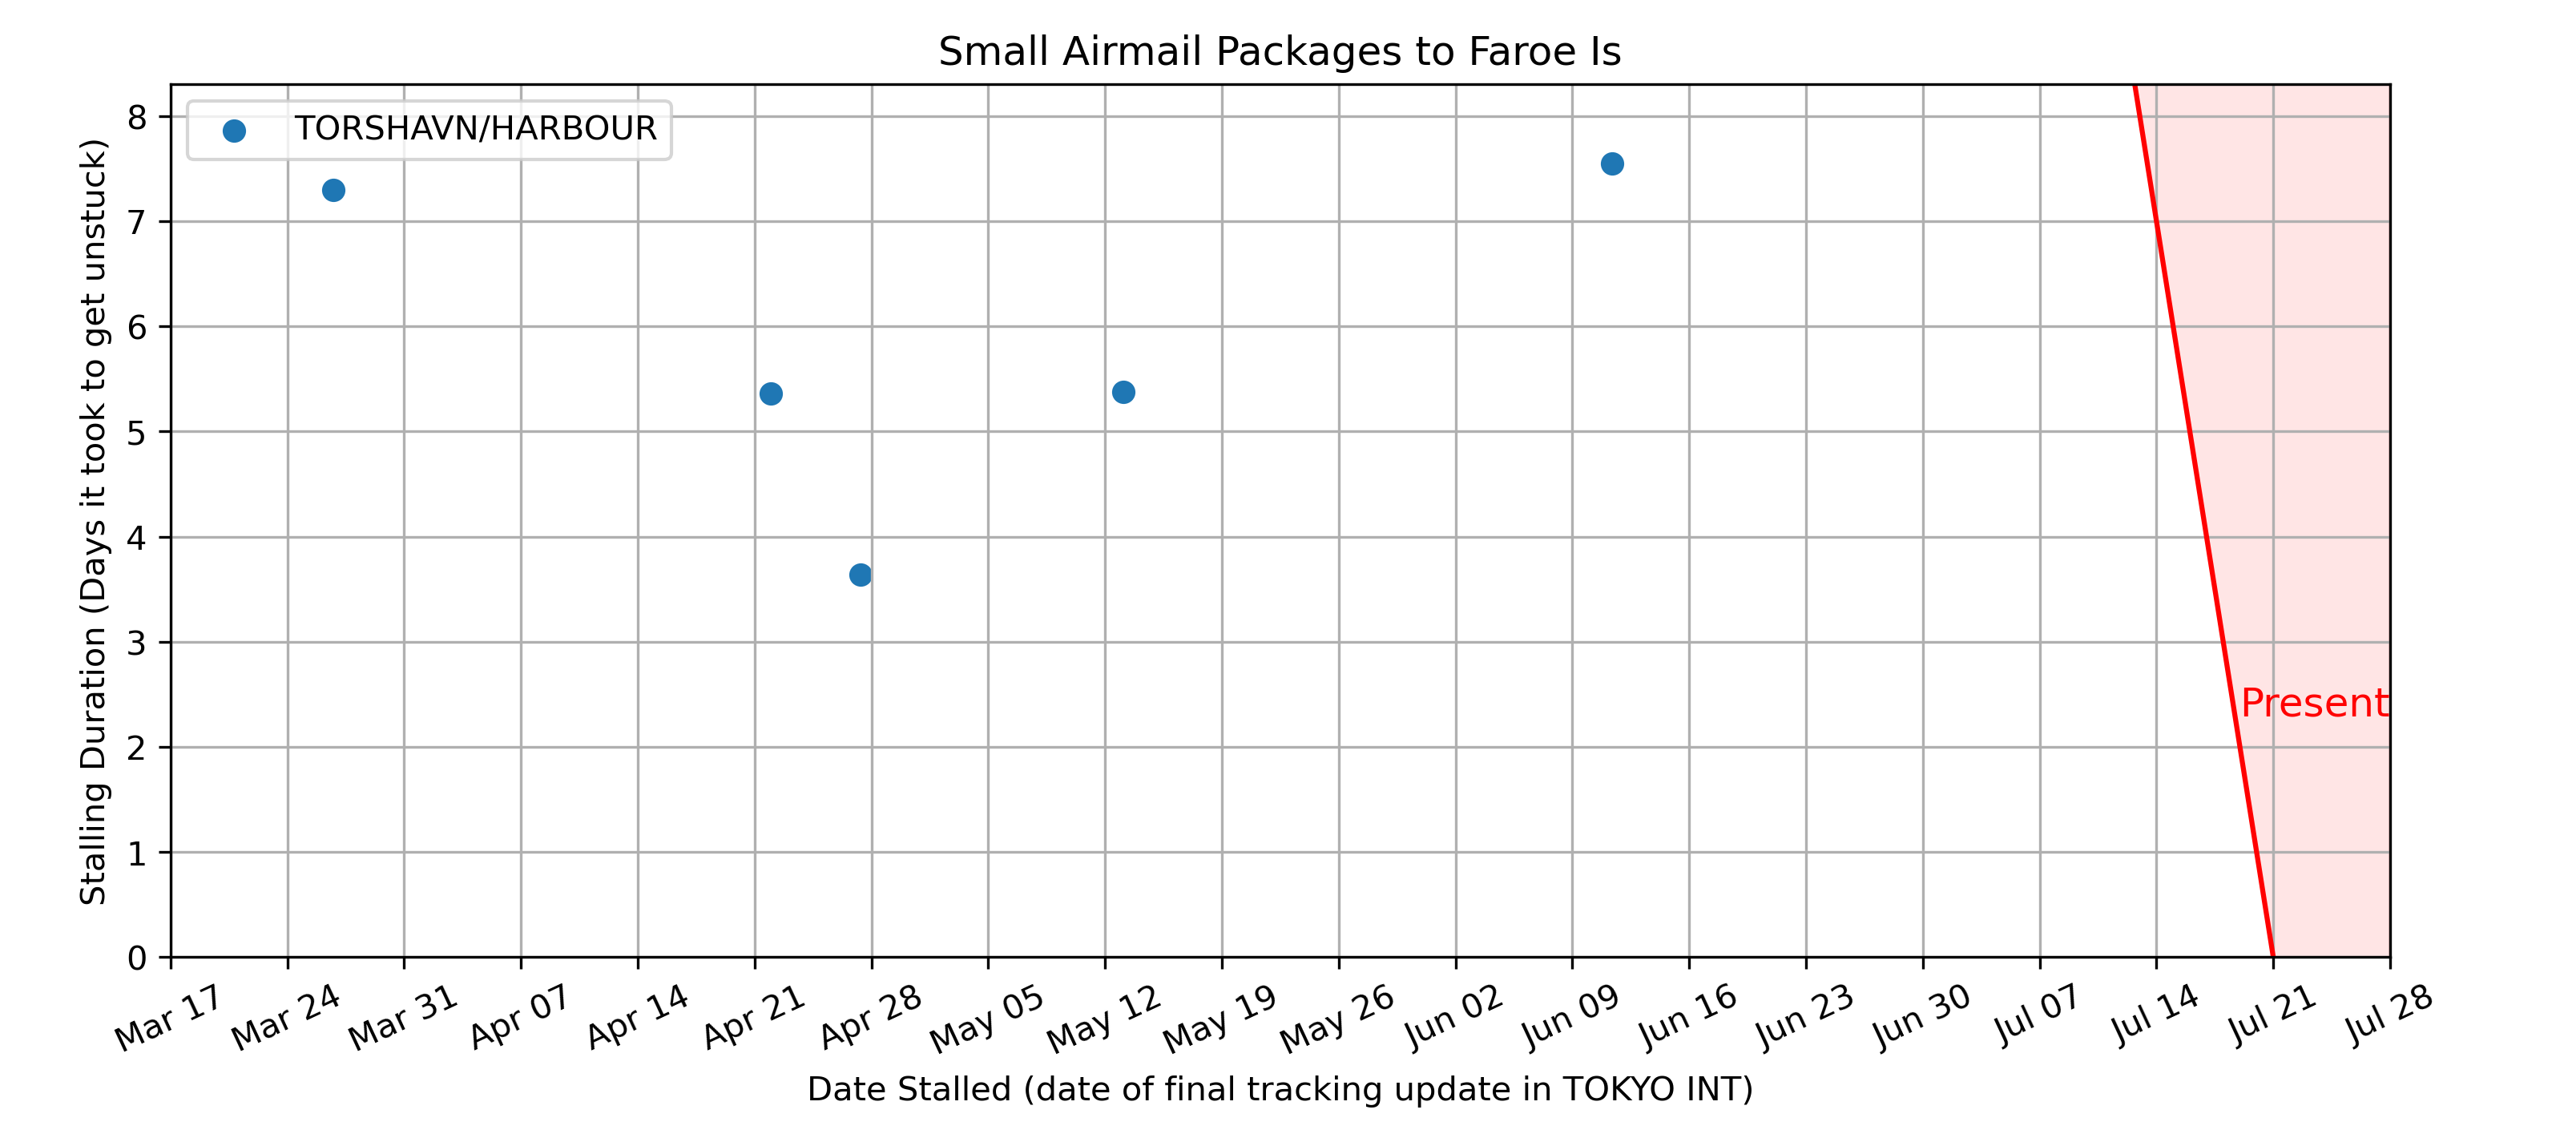 Small Airmail Packages to Faroe Is
TORSHAVN/HARBOUR
Stalling Duration (Days it took to get unstuck)
8
7
6
5
4
3
2
1
0
Present
Mar 17
Mar 24
Mar 31
Apr 07
Apr 14
Apr 21
Apr 28
May 05
May 12
May 19
May 26
Jun 02
Jun 09
Jun 16
Jun 23
Jun 30
Jul 07
Jul 14
Jul 21
Jul 28
Date Stalled (date of final tracking update in TOKYO INT)